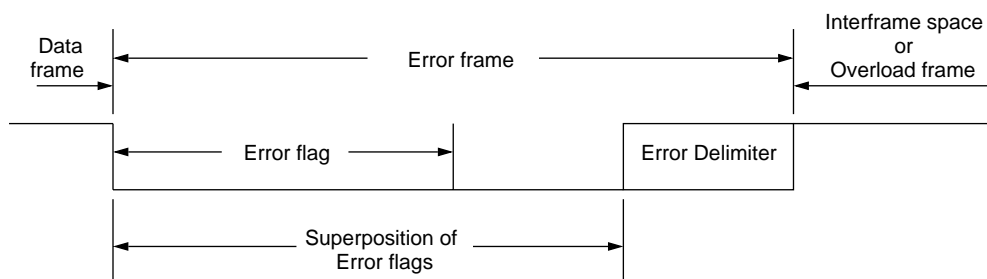 Data
frame
Error frame
Interframe space
or
Overload frame
Error flag
Error Delimiter
Superposition of
Error flags